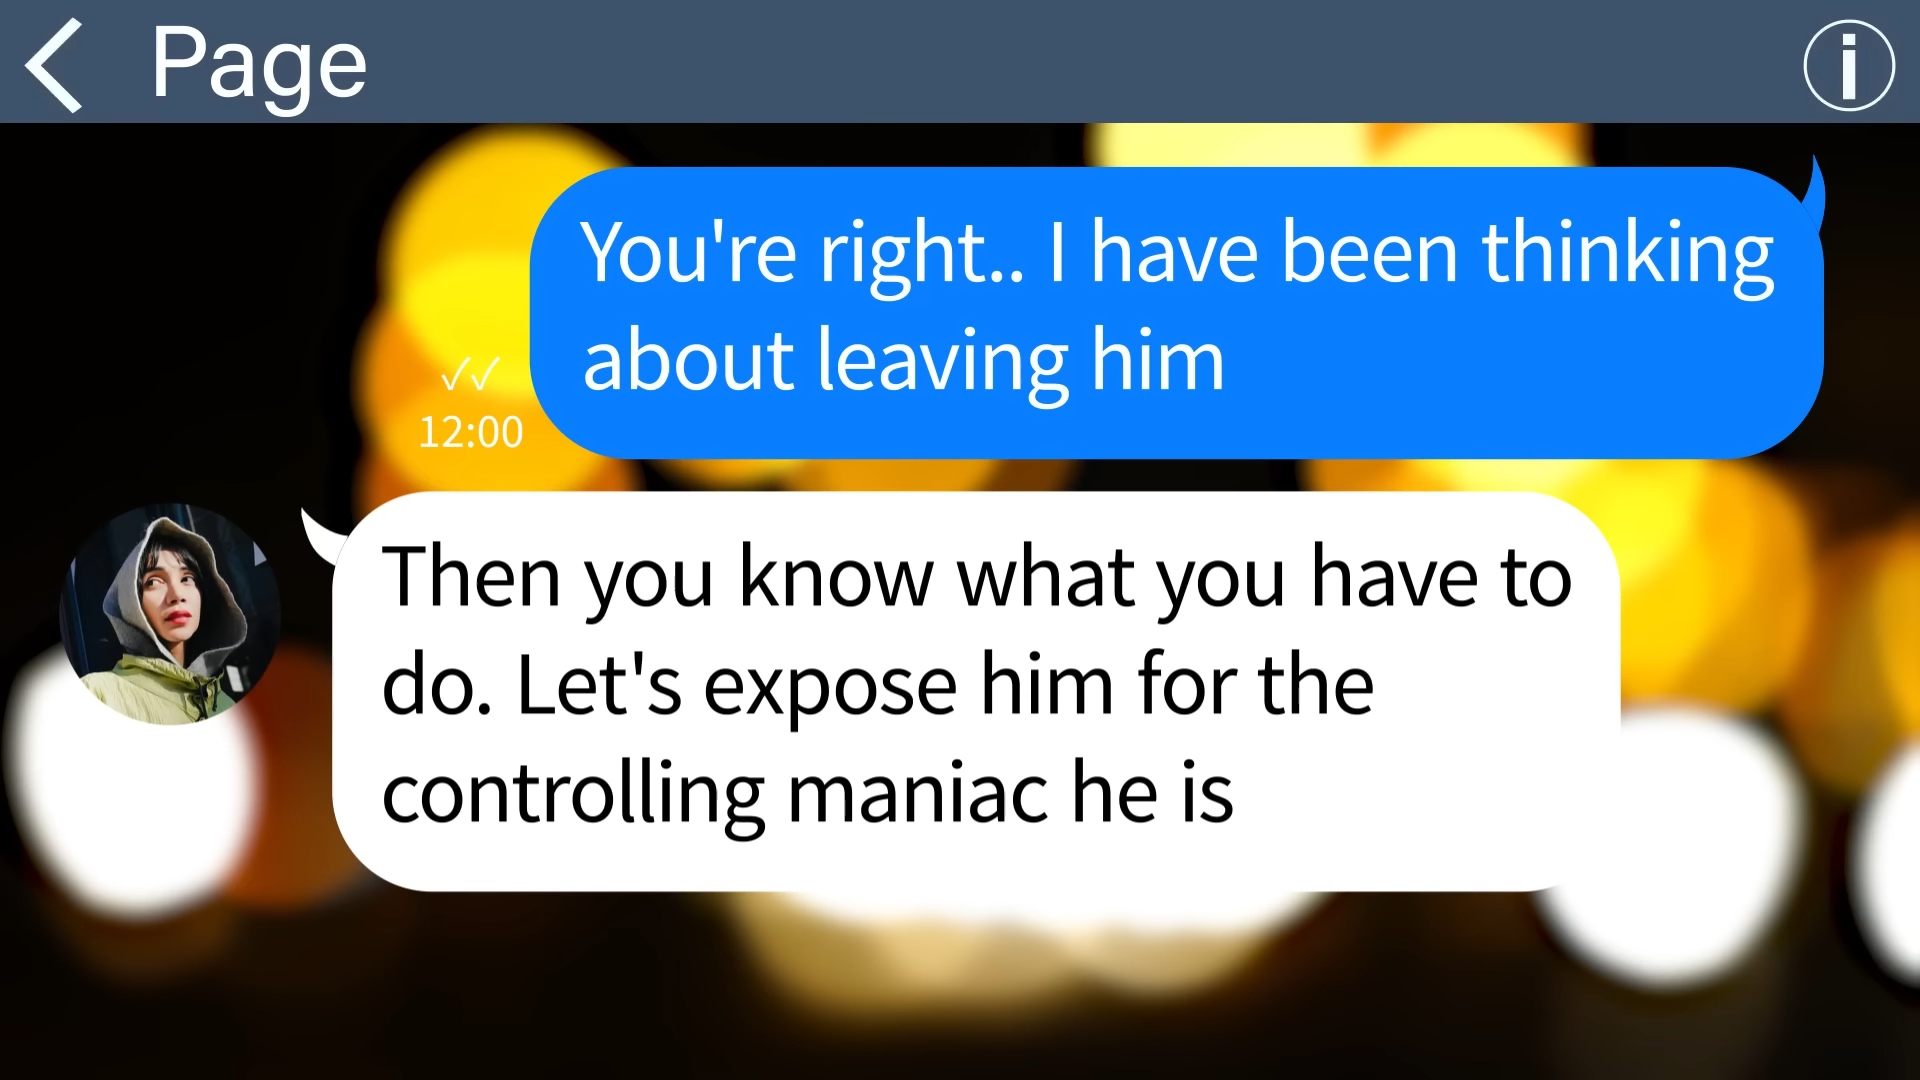 Page
You're right.. I have been thinking
about leaving him
✓✓
12:00
Then you know what you have to
do. Let's expose him for the
controlling maniac he is